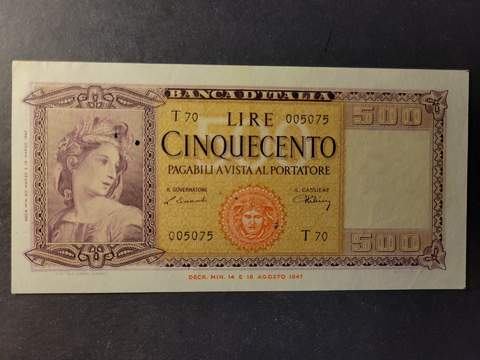 BANCA D'ITALIA
T 70 LIRE 005075
500
CINQUECENTO
500
PAGABILI A VISTA AL PORTATORE
IL GOVERNATORE IL CASSIERE
005075 T 70
500
DECR. MIN. 14 E 16 AGOSTO 1947